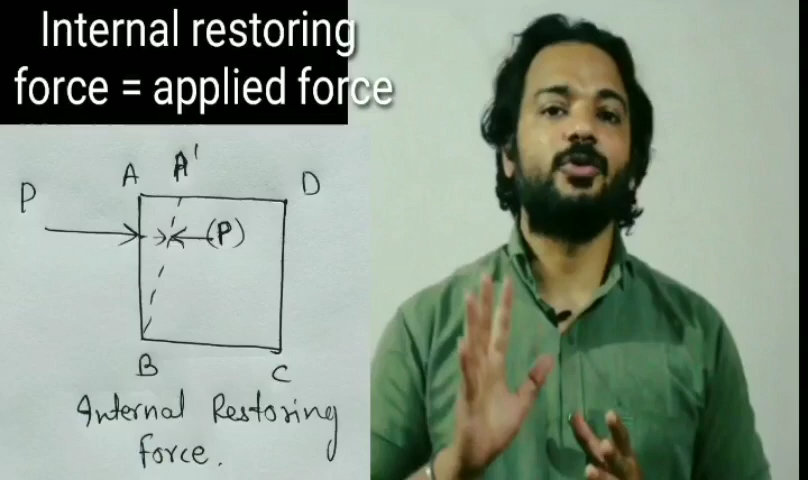 Internal restoring
force = applied force
A A'
D
P
(P)
B
C
Internal Restoring
force.